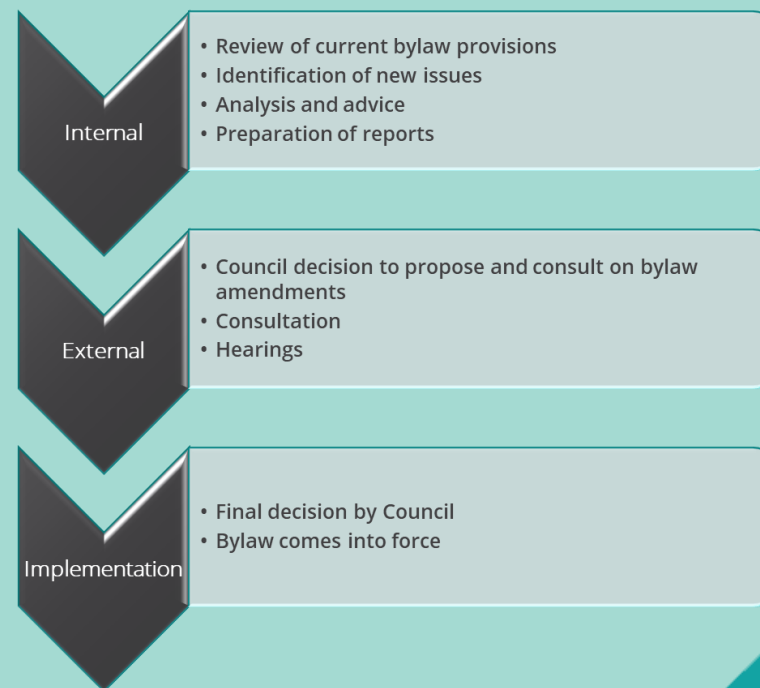 Internal
• Review of current bylaw provisions
• Identification of new issues
• Analysis and advice
• Preparation of reports
External
• Council decision to propose and consult on bylaw
amendments
• Consultation
• Hearings
Implementation
• Final decision by Council
• Bylaw comes into force